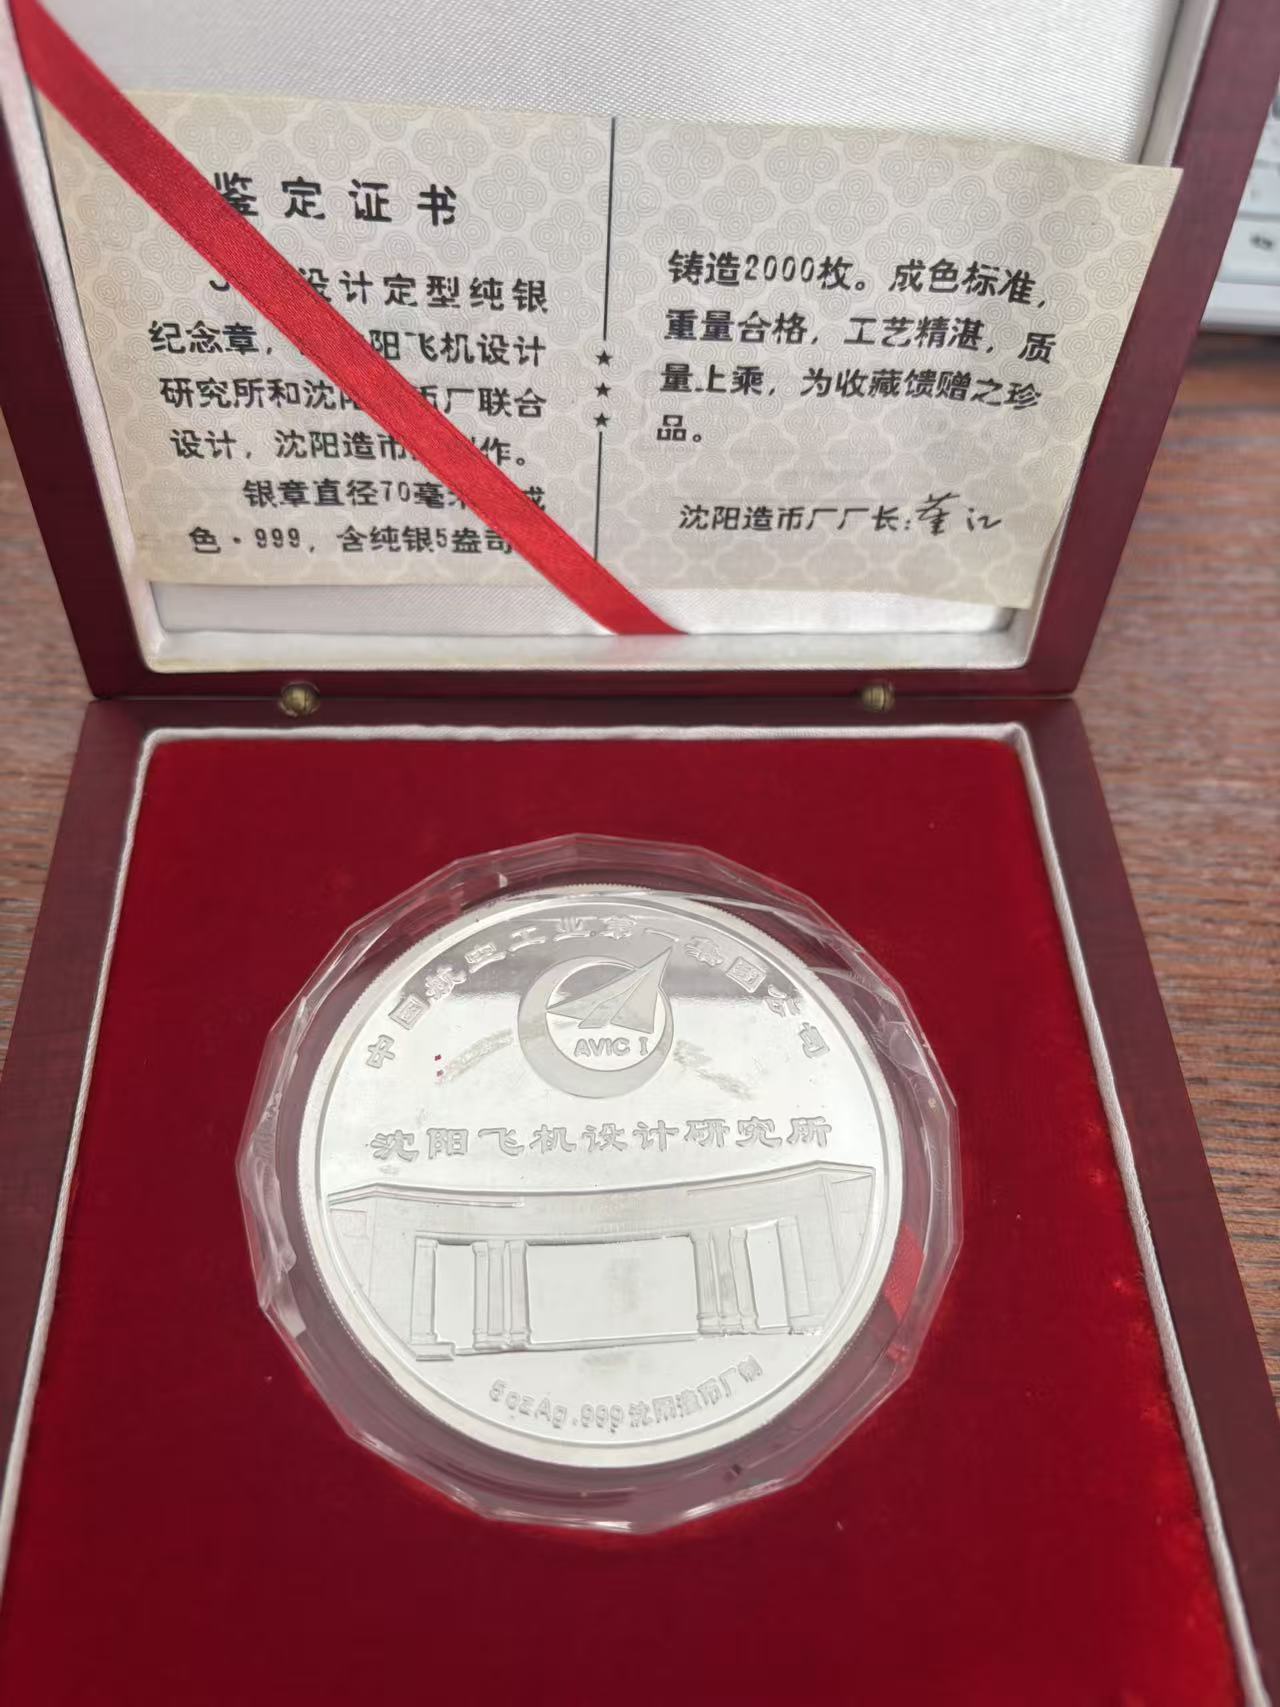 鉴定证书
设计定型纯银
纪念章，阳飞机设计
研究所和沈币厂联合
设计，沈阳造币作。
银章直径70毫米成
色·999，含纯银5盎司
铸造2000枚。成色标准，
重量合格，工艺精湛，质
量上乘，为收藏馈赠之珍
品。
沈阳造币厂厂长：
中国航空工业第一集团公司
AVIC I
沈阳飞机设计研究所
5ozAg.999 沈阳造币厂制